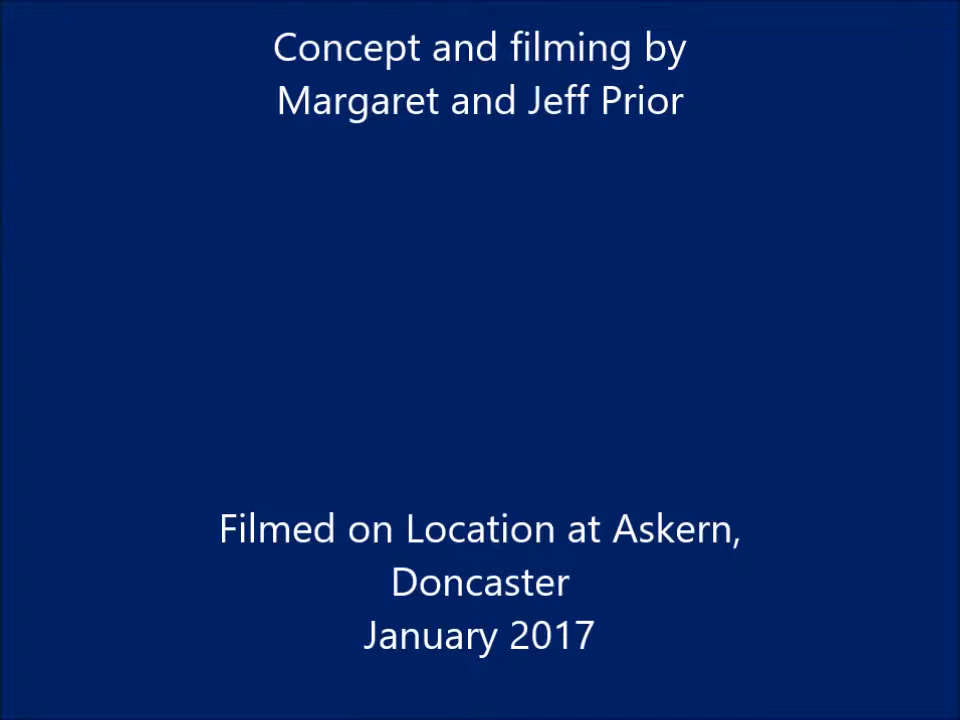 Concept and filming by
Margaret and Jeff Prior
Filmed on Location at Askern,
Doncaster
January 2017